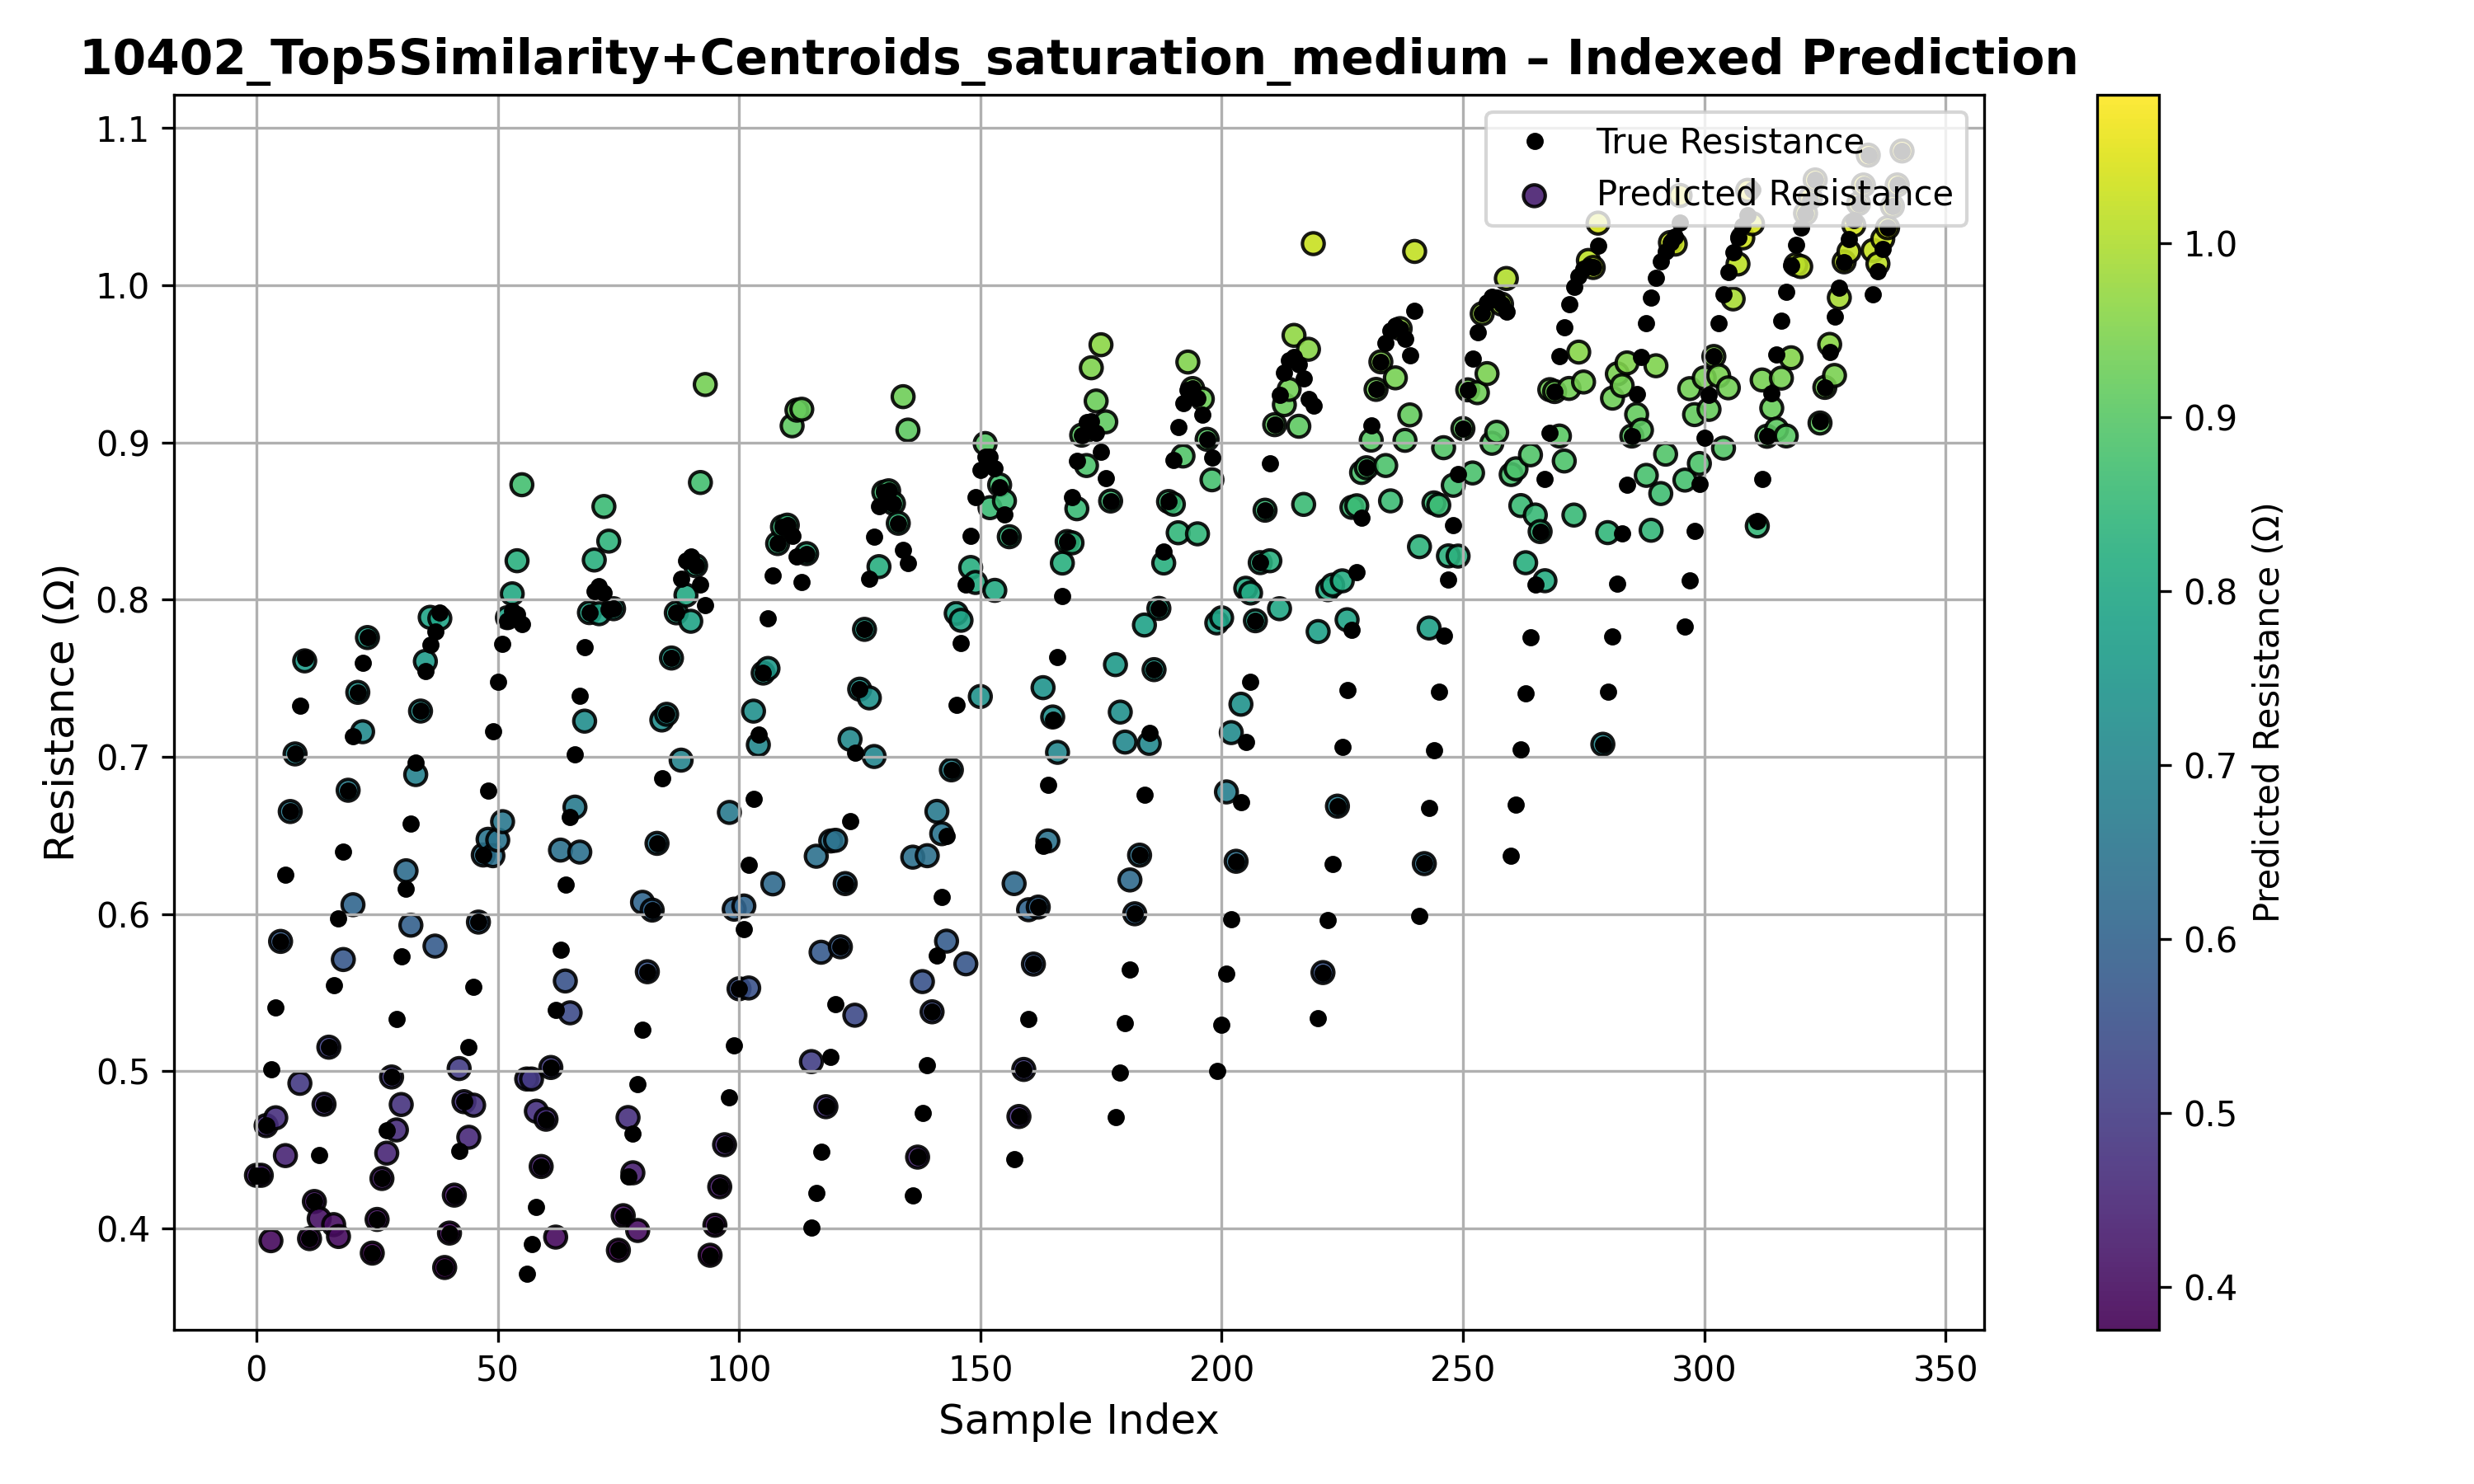 10402_Top5Similarity+Centroids_saturation_medium – Indexed Prediction
True Resistance
Predicted Resistance
1.1
1.0
0.9
0.8
0.7
0.6
0.5
0.4
Resistance (Ω)
0 50 100 150 200 250 300 350
Sample Index
1.0
0.9
0.8
0.7
0.6
0.5
0.4
Predicted Resistance (Ω)